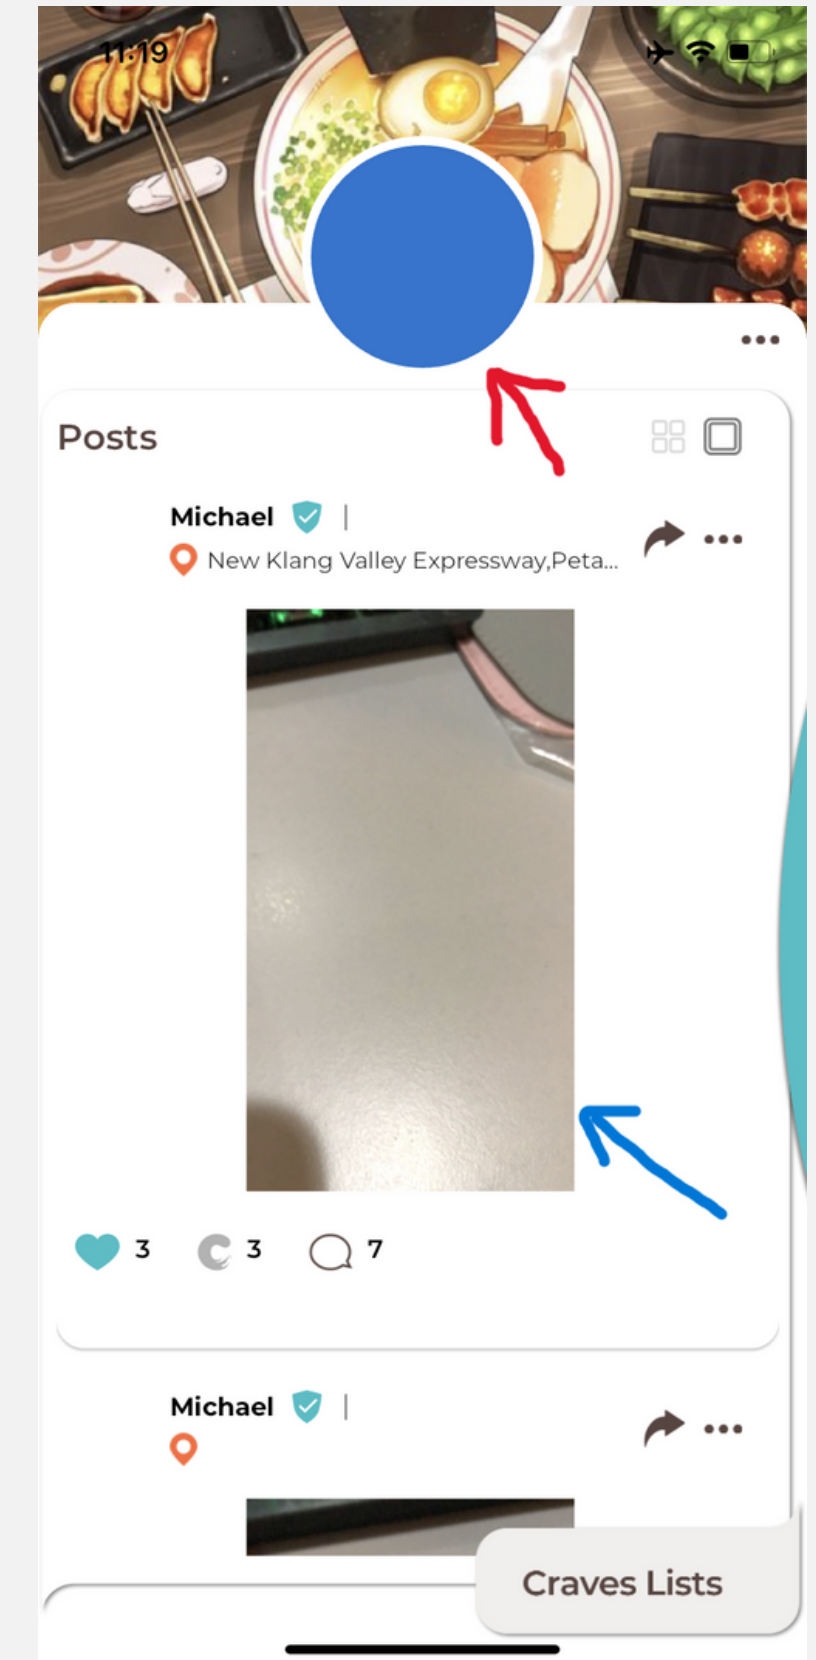 11:19
Posts
Michael
New Klang Valley Expressway,Peta...
3 3 7
Michael
Craves Lists